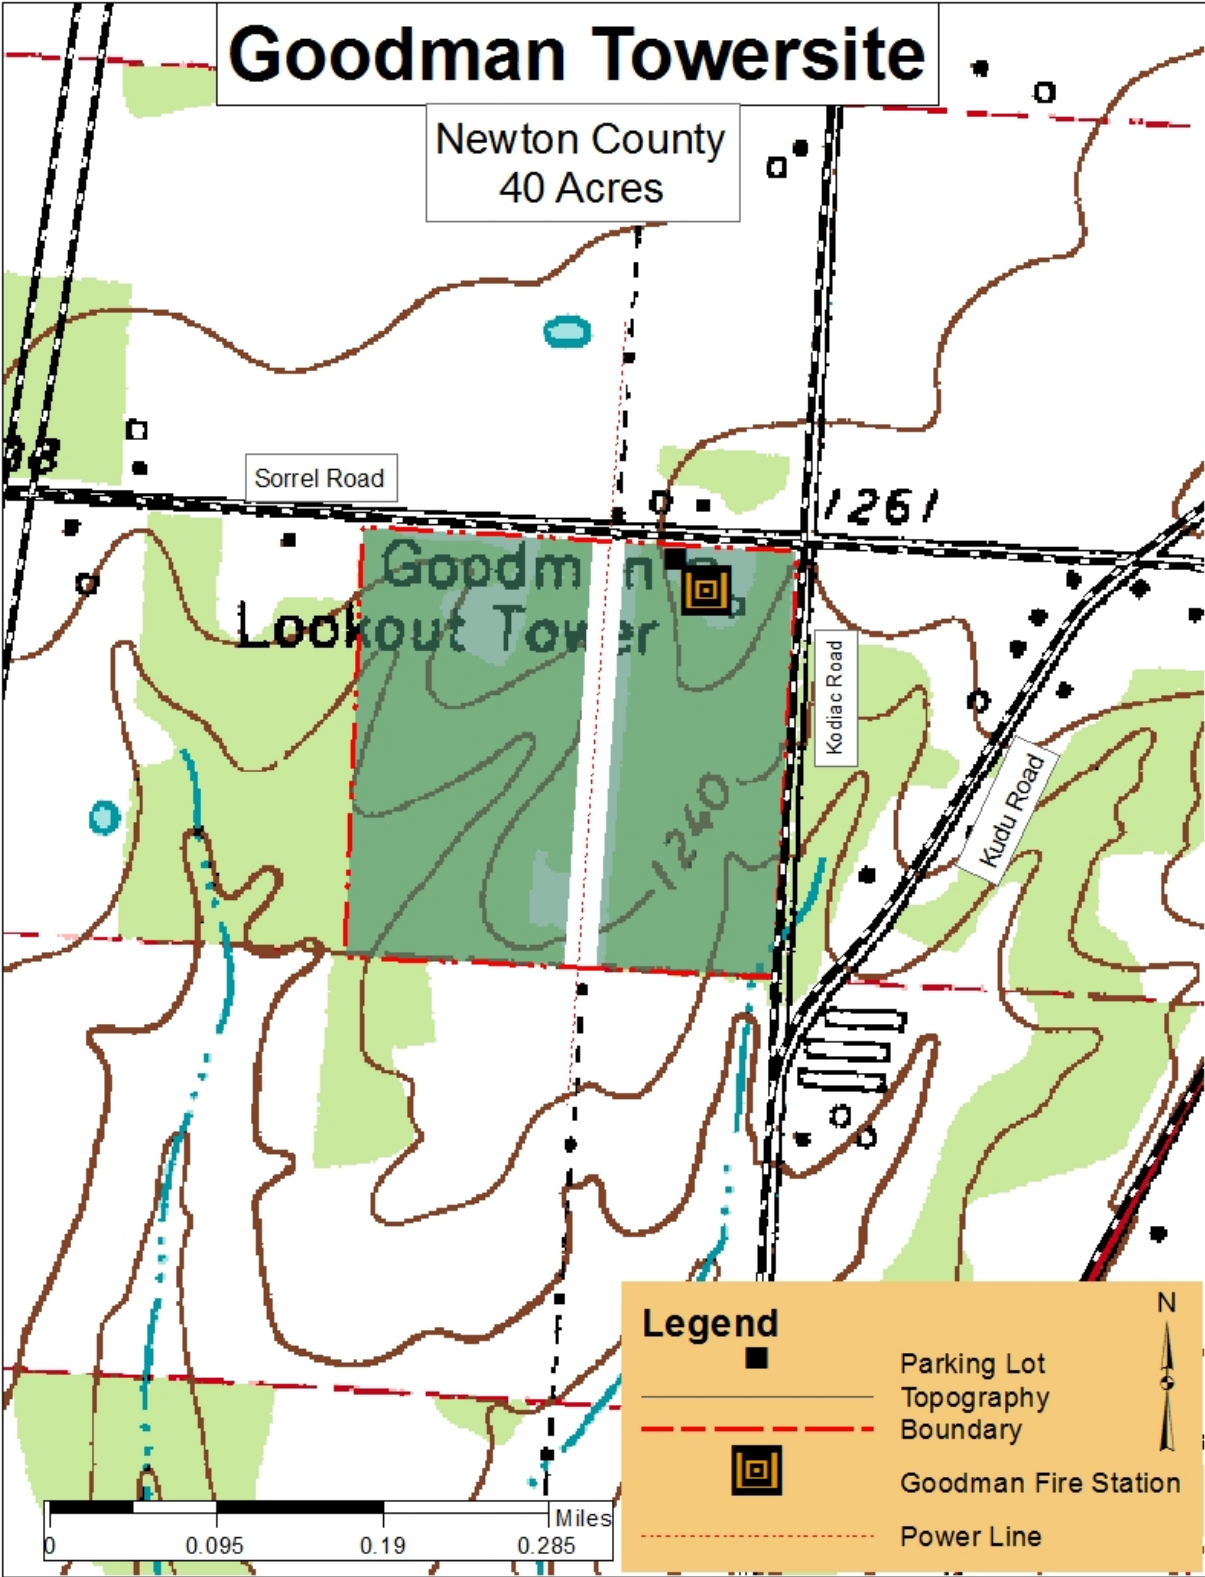 Goodman Towersite
Newton County
40 Acres
Sorrel Road
1261
Goodm n
Lookout Tower
Kodiac Road
Kudu Road
1240
Legend
N
Parking Lot
Topography
Boundary
Goodman Fire Station
Power Line
Miles
0 0.095 0.19 0.285